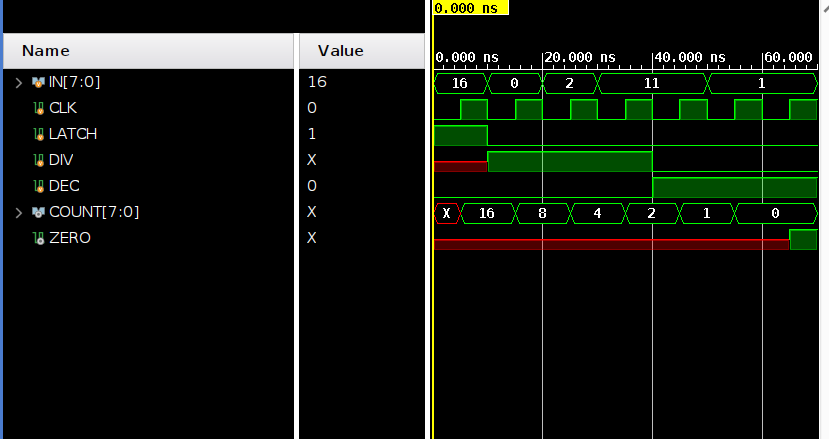 0.000 ns
Name Value
0.000 ns 20.000 ns 40.000 ns 60.000
IN[7:0] 16 16 0 2 11 1
CLK 0
LATCH 1
DIV X
DEC 0
COUNT[7:0] X X 16 8 4 2 1 0
ZERO X